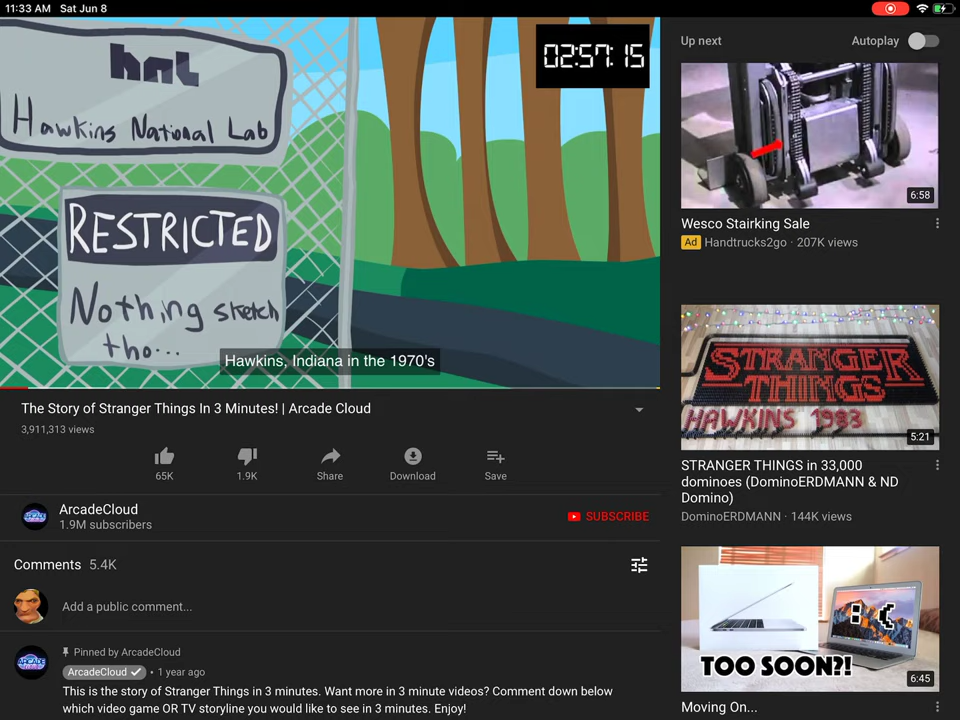 11:33 AM Sat Jun 8
hnl
Hawkins National Lab
RESTRICTED
Nothing sketch
tho...
02:57:15
Hawkins, Indiana in the 1970's
The Story of Stranger Things In 3 Minutes! | Arcade Cloud
3,911,313 views
65K
1.9K
Share
Download
Save
ArcadeCloud
1.9M subscribers
SUBSCRIBE
Comments 5.4K
Add a public comment...
Pinned by ArcadeCloud
ArcadeCloud • 1 year ago
This is the story of Stranger Things in 3 minutes. Want more in 3 minute videos? Comment down below
which video game OR TV storyline you would like to see in 3 minutes. Enjoy!
Up next
Autoplay
6:58
Wesco Stairking Sale
Ad Handtrucks2go · 207K views
STRANGER
THINGS
HAWKINS 1983
5:21
STRANGER THINGS in 33,000
dominoes (DominoERDMANN & ND
Domino)
DominoERDMANN · 144K views
:(
TOO SOON?!
6:45
Moving On...